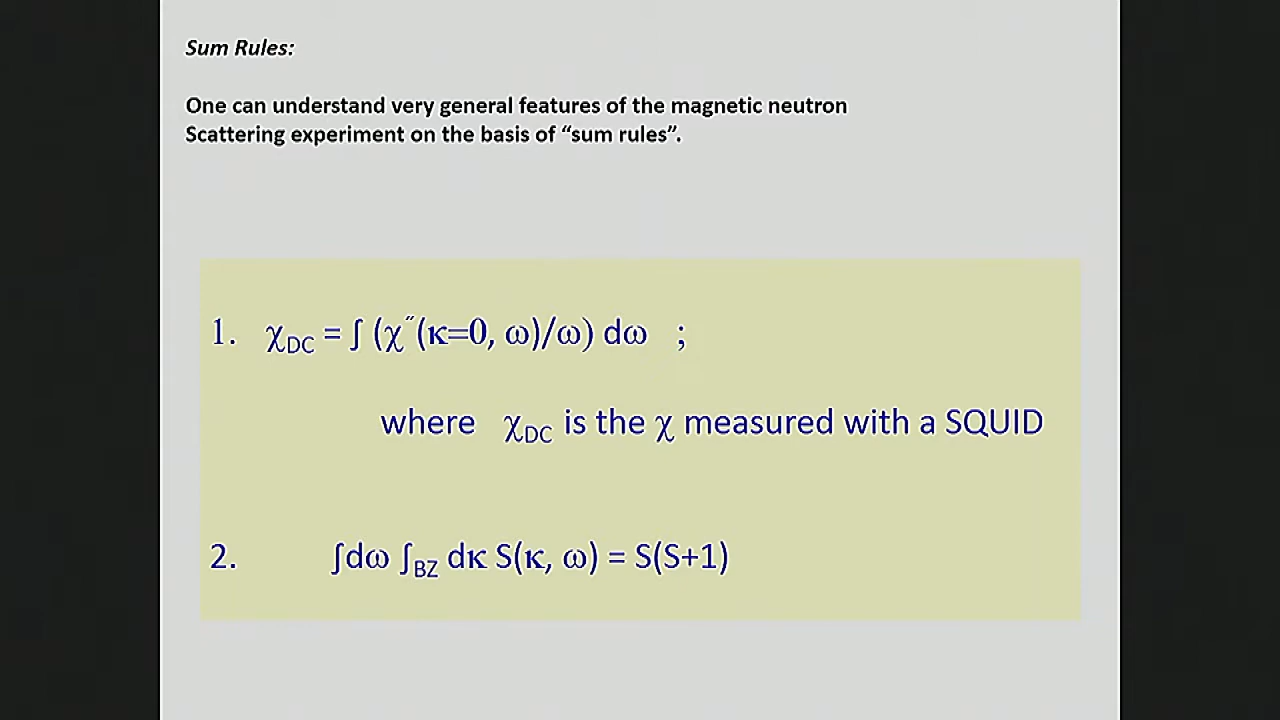 Sum Rules:
One can understand very general features of the magnetic neutron
Scattering experiment on the basis of “sum rules”.
1. χDC = ∫ (χ˝(κ=0, ω)/ω) dω ;
where χDC is the χ measured with a SQUID
2. ∫dω ∫BZ dκ S(κ, ω) = S(S+1)